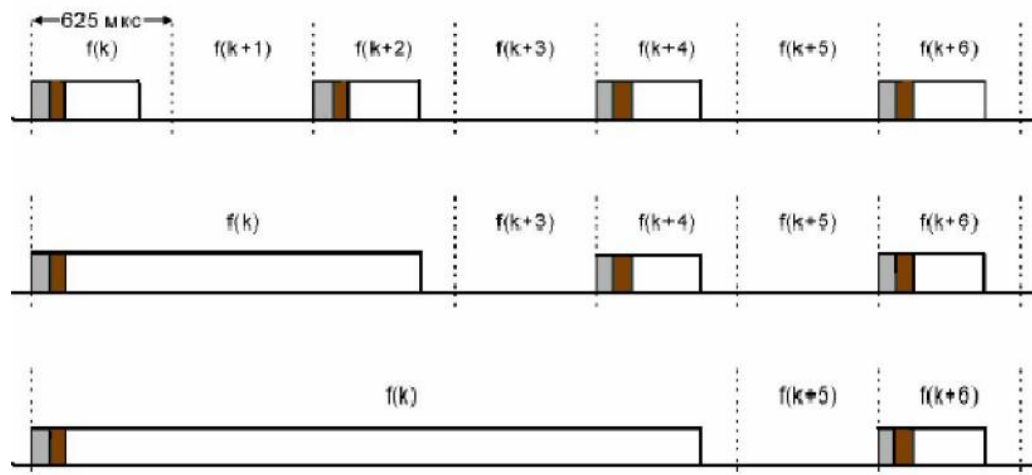 625 мкс
f(k) f(k+1) f(k+2) f(k+3) f(k+4) f(k+5) f(k+6)
f(k) f(k+3) f(k+4) f(k+5) f(k+6)
f(k) f(k+5) f(k+6)